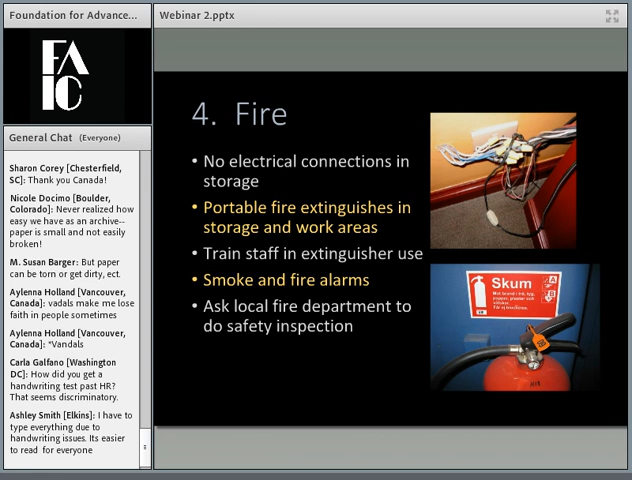 Foundation for Advance...
FA
IC
General Chat (Everyone)
Sharon Corey [Chesterfield,
SC]: Thank you Canada!
Nicole Docimo [Boulder,
Colorado]: Never realized how
easy we have as an archive--
paper is small and not easily
broken!
M. Susan Barger: But paper
can be torn or get dirty, ect.
Aylenna Holland [Vancouver,
Canada]: vadals make me lose
faith in people sometimes
Aylenna Holland [Vancouver,
Canada]: *Vandals
Carla Galfano [Washington
DC]: How did you get a
handwriting test past HR?
That seems discriminatory.
Ashley Smith [Elkins]: I have to
type everything due to
handwriting issues. Its easier
to read for everyone
Webinar 2.pptx
4. Fire
• No electrical connections in
storage
• Portable fire extinguishes in
storage and work areas
• Train staff in extinguisher use
• Smoke and fire alarms
• Ask local fire department to
do safety inspection
Skum